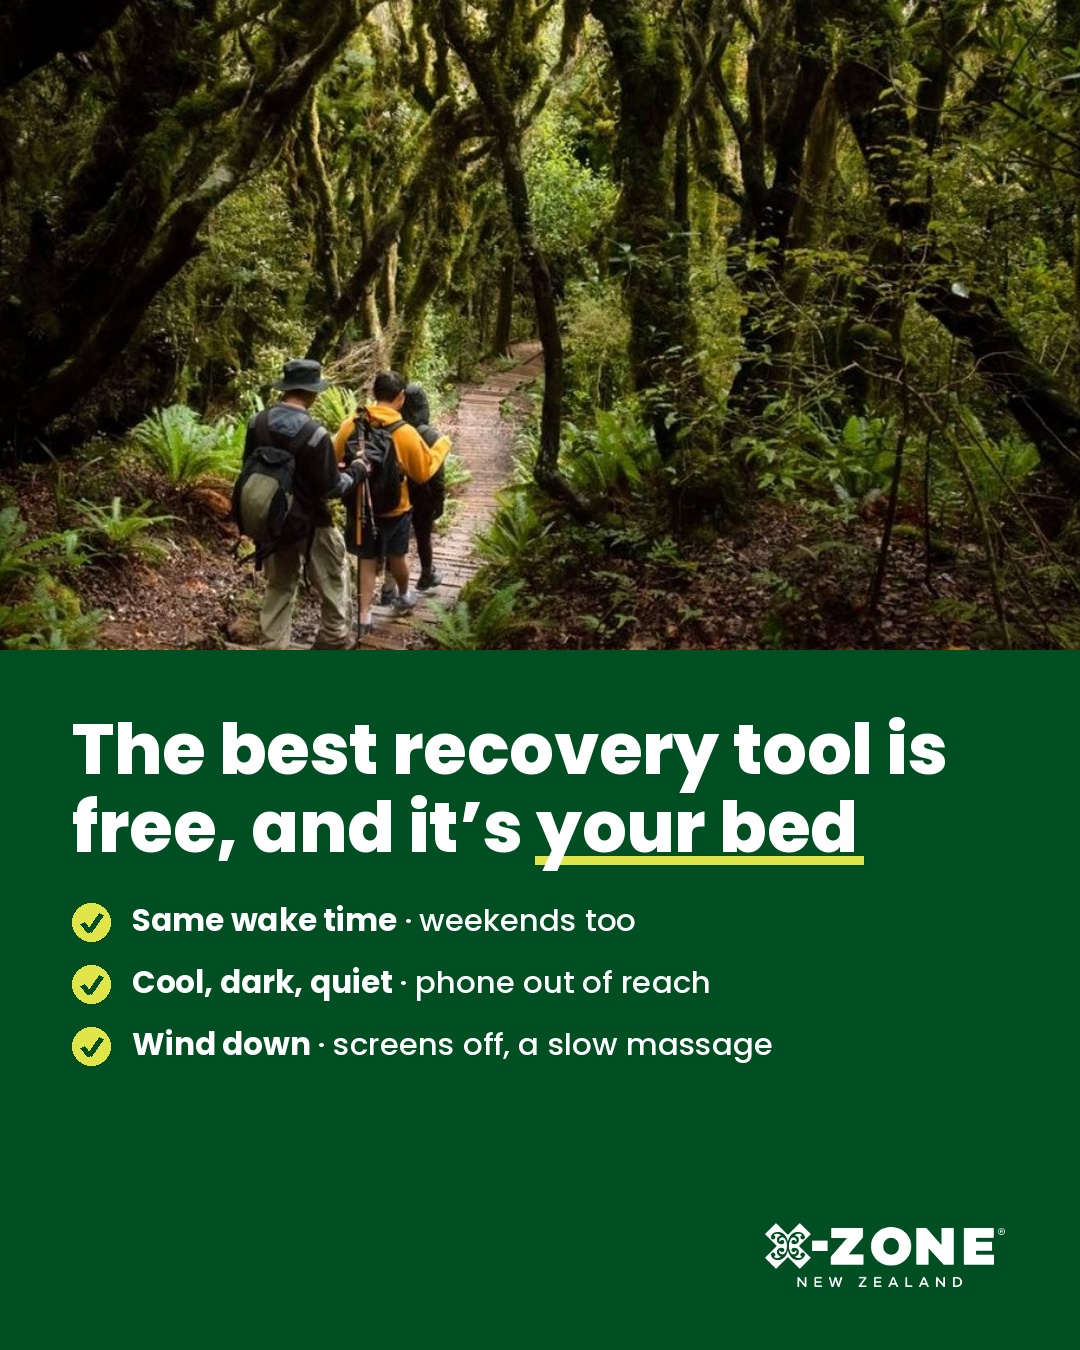 The best recovery tool is
free, and it’s your bed
Same wake time · weekends too
Cool, dark, quiet · phone out of reach
Wind down · screens off, a slow massage
X-ZONE®
NEW ZEALAND